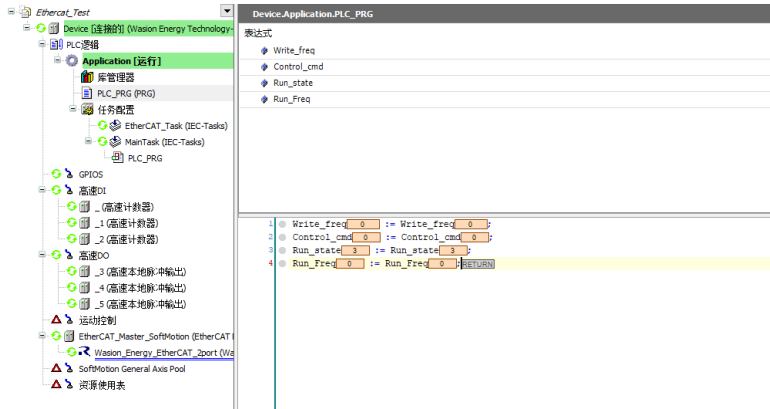 Ethercat_Test
Device [连接的] (Wasion Energy Technology-
PLC逻辑
Application [运行]
库管理器
PLC_PRG (PRG)
任务配置
EtherCAT_Task (IEC-Tasks)
MainTask (IEC-Tasks)
PLC_PRG
GPIOS
高速DI
_ (高速计数器)
_1 (高速计数器)
_2 (高速计数器)
高速DO
_3 (高速本地脉冲输出)
_4 (高速本地脉冲输出)
_5 (高速本地脉冲输出)
运动控制
EtherCAT_Master_SoftMotion (EtherCAT
Wasion_Energy_EtherCAT_2port (Wa
SoftMotion General Axis Pool
资源使用表
Device.Application.PLC_PRG
表达式
Write_freq
Control_cmd
Run_state
Run_Freq
1 Write_freq 0 := Write_freq 0 ;
2 Control_cmd 0 := Control_cmd 0 ;
3 Run_state 3 := Run_state 3 ;
4 Run_Freq 0 := Run_Freq 0 ;RETURN